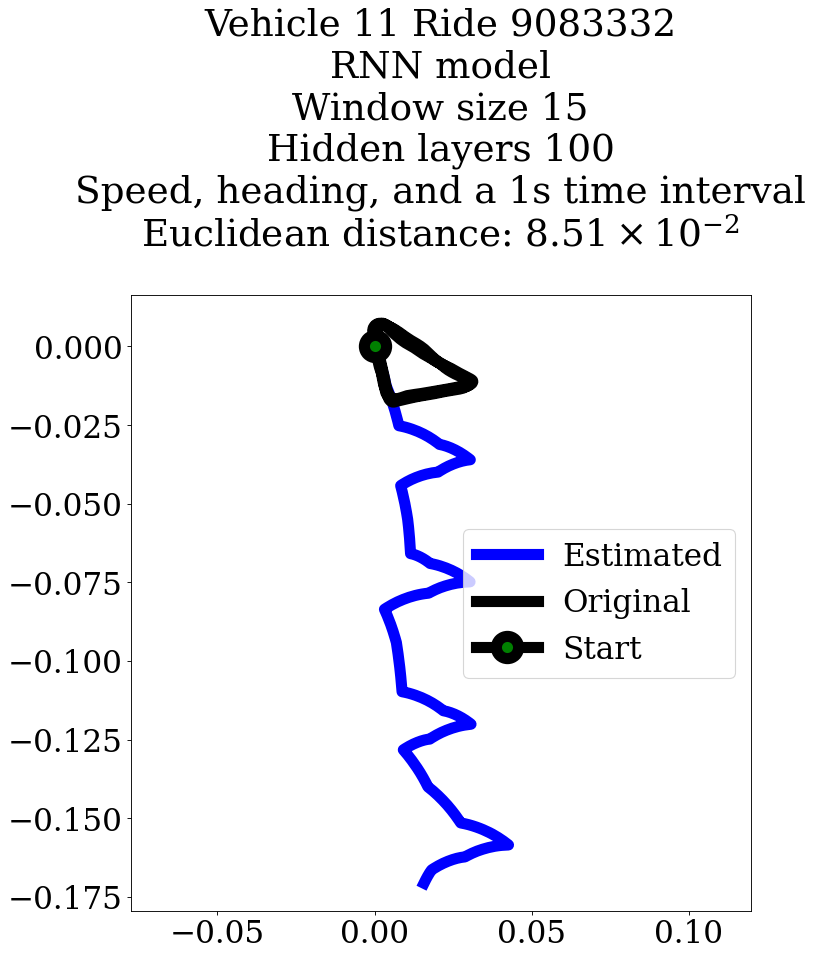 Vehicle 11 Ride 9083332
RNN model
Window size 15
Hidden layers 100
Speed, heading, and a 1s time interval
Euclidean distance: 8.51 × 10⁻²
0.000
−0.025
−0.050
−0.075
−0.100
−0.125
−0.150
−0.175
Estimated
Original
Start
−0.05 0.00 0.05 0.10